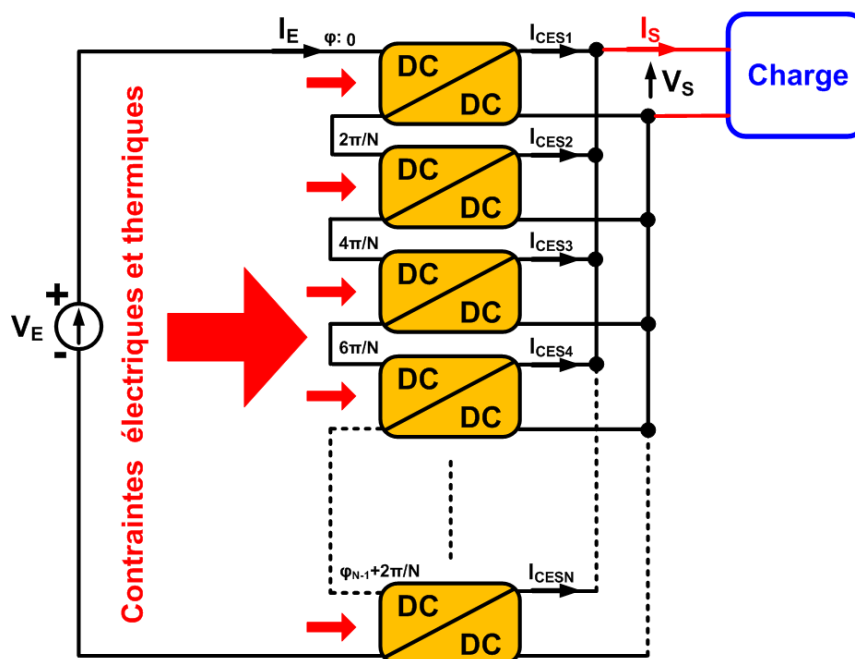 I_E
φ: 0
I_CES1
I_S
DC
DC
V_S
Charge
2π/N
I_CES2
DC
DC
4π/N
I_CES3
DC
DC
6π/N
I_CES4
DC
DC
Contraintes électriques et thermiques
+
V_E
-
φ_N-1+2π/N
I_CESN
DC
DC